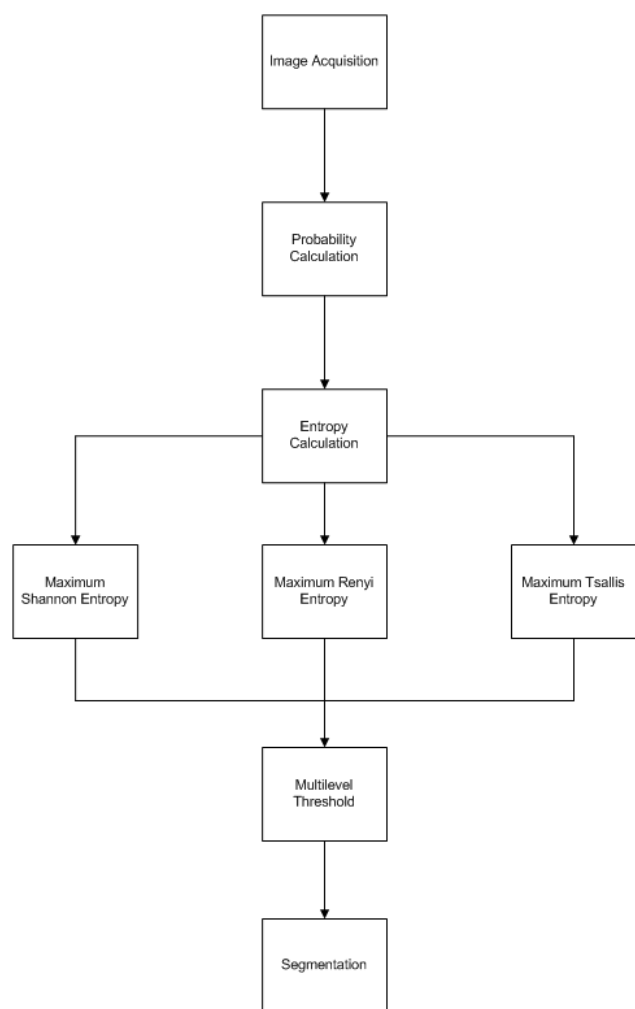 Image Acquisition
Probability
Calculation
Entropy
Calculation
Maximum
Shannon Entropy
Maximum Renyi
Entropy
Maximum Tsallis
Entropy
Multilevel
Threshold
Segmentation